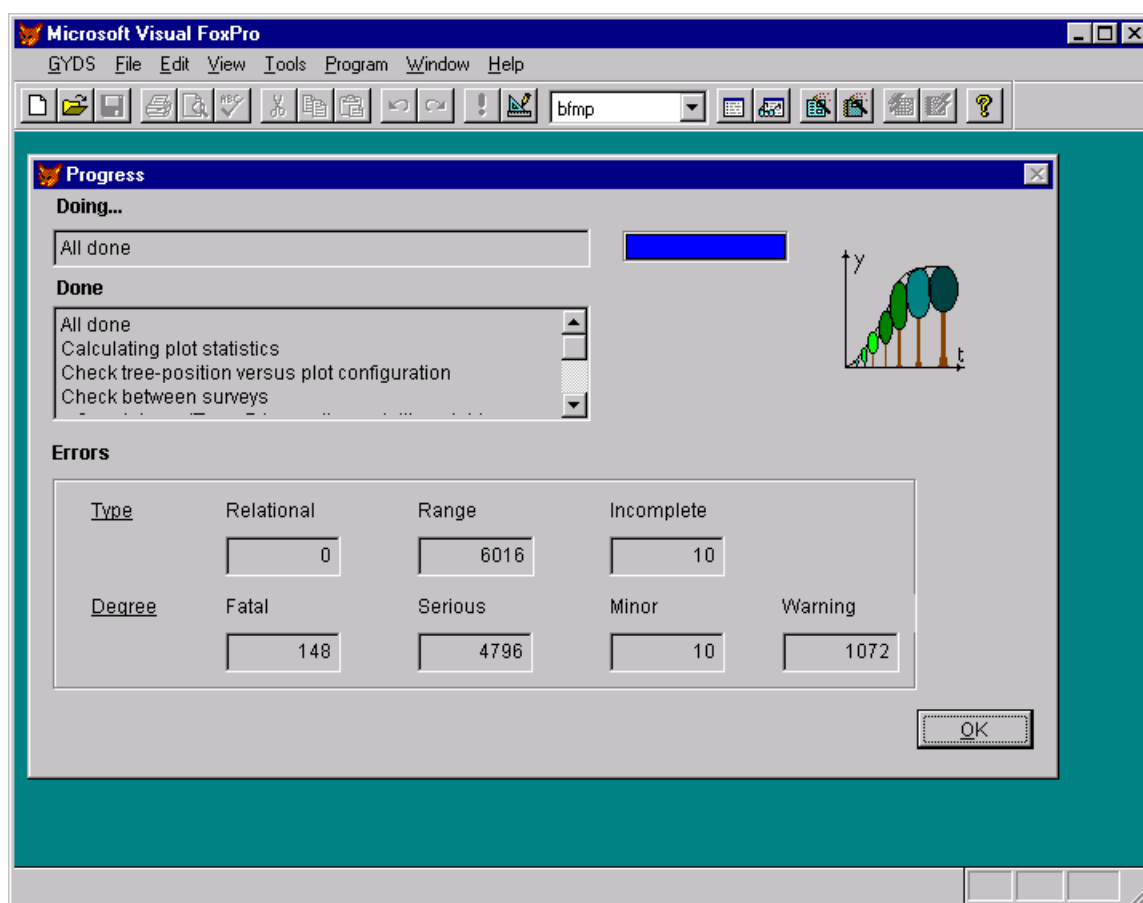 Microsoft Visual FoxPro
GYDS File Edit View Tools Program Window Help
ABC bfmp ?
Progress
Doing...
All done
y
t
Done
All done
Calculating plot statistics
Check tree-position versus plot configuration
Check between surveys
Errors
Type Relational Range Incomplete
0 6016 10
Degree Fatal Serious Minor Warning
148 4796 10 1072
OK